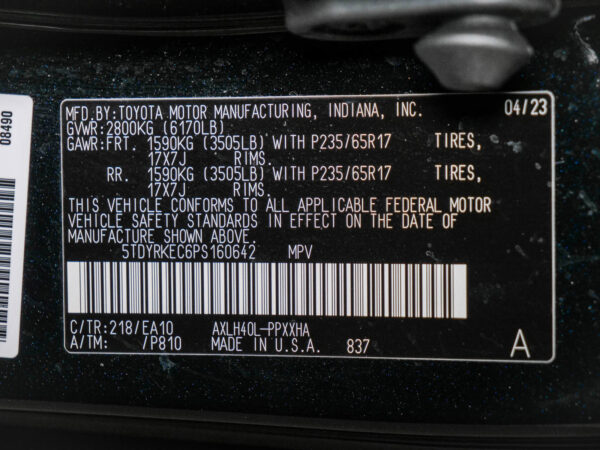 08490
MFD.BY:TOYOTA MOTOR MANUFACTURING, INDIANA, INC. 04/23
GVWR:2800KG (6170LB)
GAWR:FRT. 1590KG (3505LB) WITH P235/65R17 TIRES,
17X7J RIMS.
RR. 1590KG (3505LB) WITH P235/65R17 TIRES,
17X7J RIMS.
THIS VEHICLE CONFORMS TO ALL APPLICABLE FEDERAL MOTOR
VEHICLE SAFETY STANDARDS IN EFFECT ON THE DATE OF
MANUFACTURE SHOWN ABOVE.
5TDYRKEC6PS160642 MPV
C/TR:218/EA10 AXLH40L-PPXXHA
A/TM: /P810 MADE IN U.S.A. 837
A